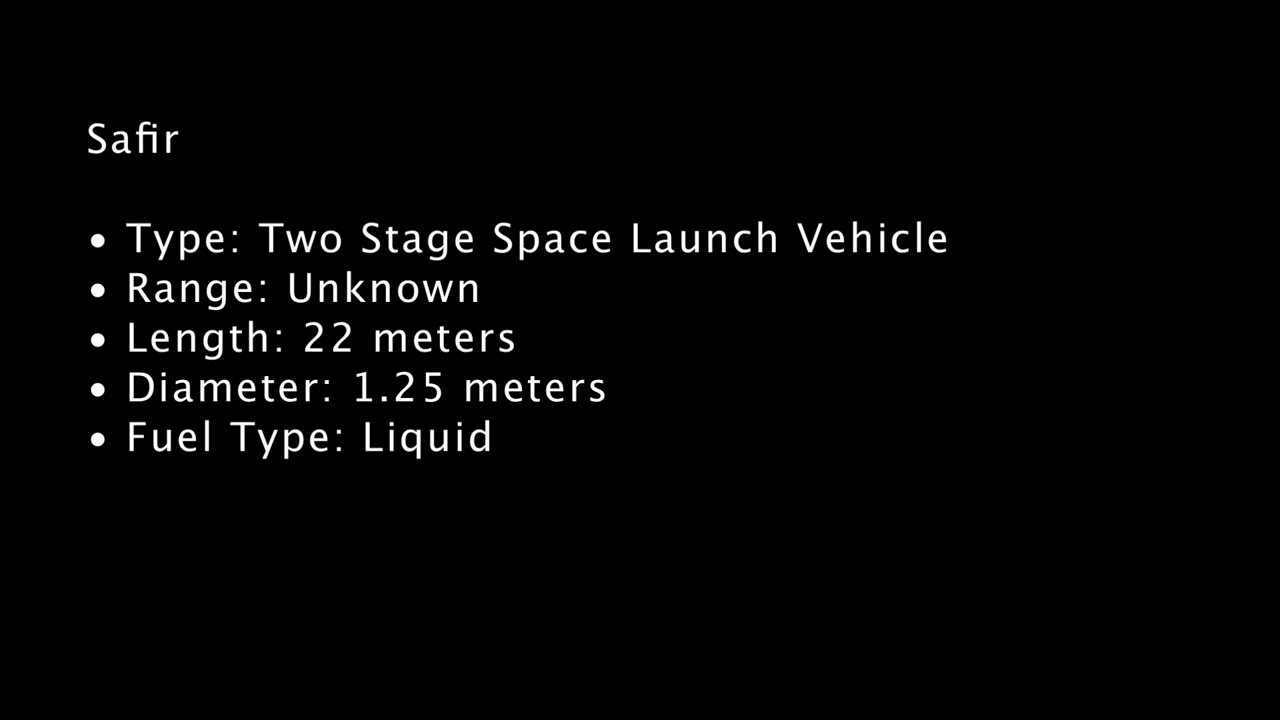 Safir
• Type: Two Stage Space Launch Vehicle
• Range: Unknown
• Length: 22 meters
• Diameter: 1.25 meters
• Fuel Type: Liquid